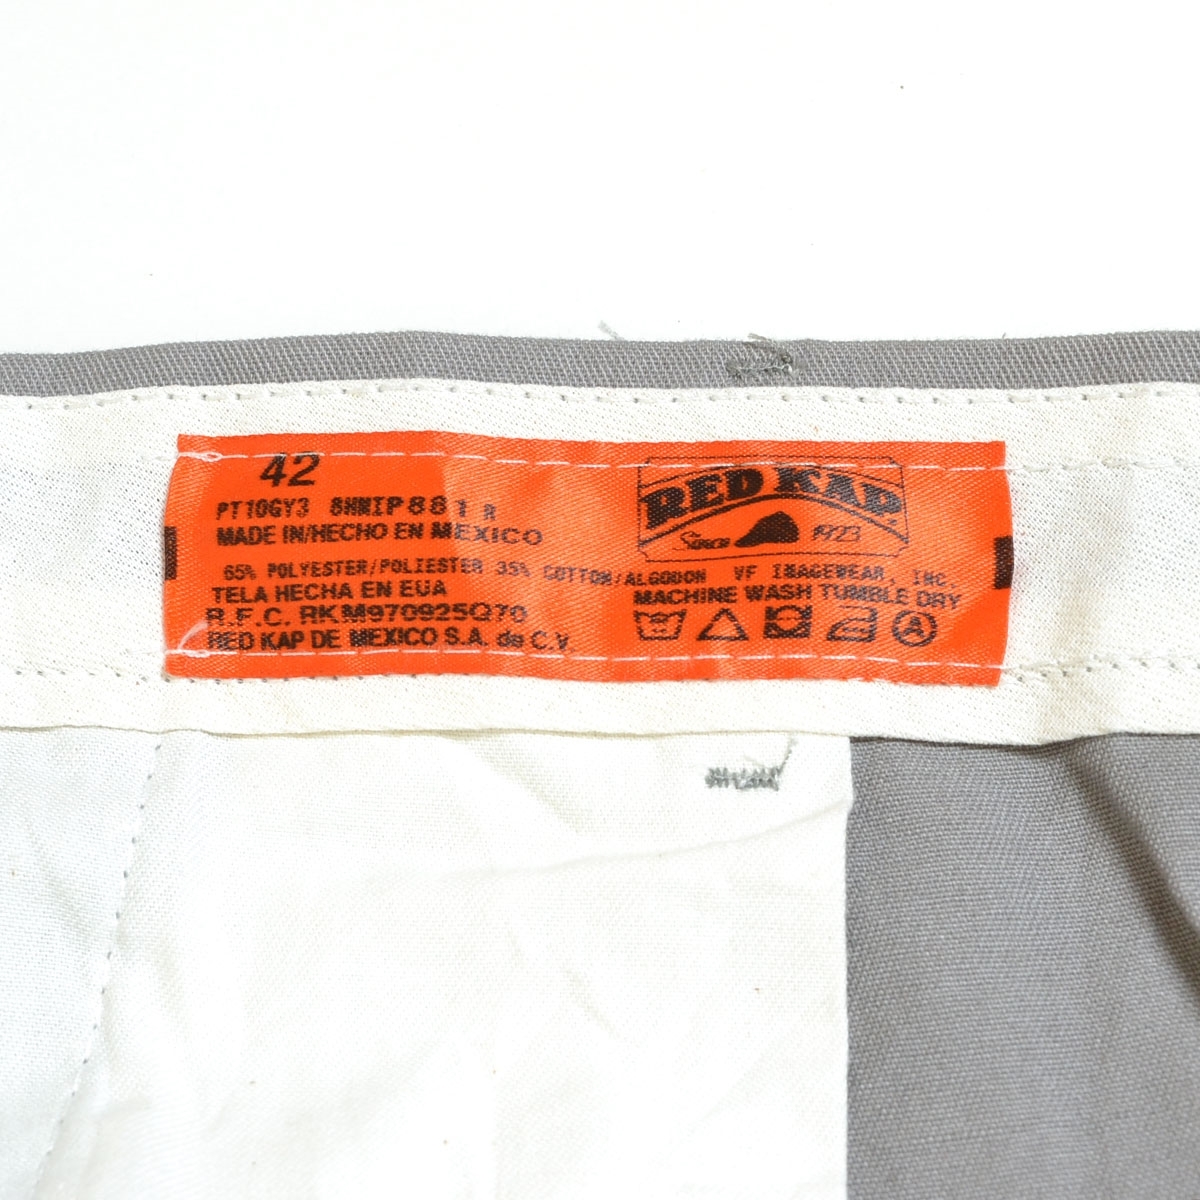 42
PT10GY3 8HMIP881 R
MADE IN/HECHO EN MEXICO
RED KAP
Since 1923
65% POLYESTER/POLIESTER 35% COTTON/ALGODON VF IMAGEWEAR, INC.
TELA HECHA EN EUA
MACHINE WASH TUMBLE DRY
R.F.C. RKM970925Q70
RED KAP DE MEXICO S.A. de C.V.
A